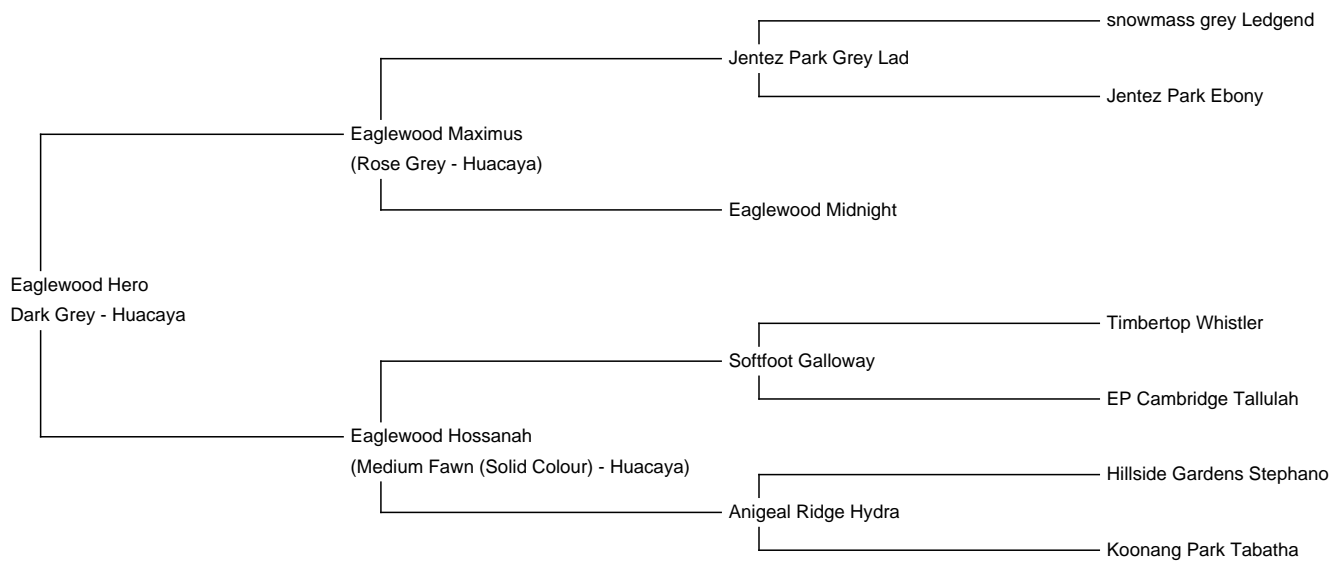 snowmass grey Ledgend
Jentez Park Grey Lad
Jentez Park Ebony
Eaglewood Maximus
(Rose Grey - Huacaya)
Eaglewood Midnight
Eaglewood Hero
Dark Grey - Huacaya
Timbertop Whistler
Softfoot Galloway
EP Cambridge Tallulah
Eaglewood Hossanah
(Medium Fawn (Solid Colour) - Huacaya)
Hillside Gardens Stephano
Anigeal Ridge Hydra
Koonang Park Tabatha